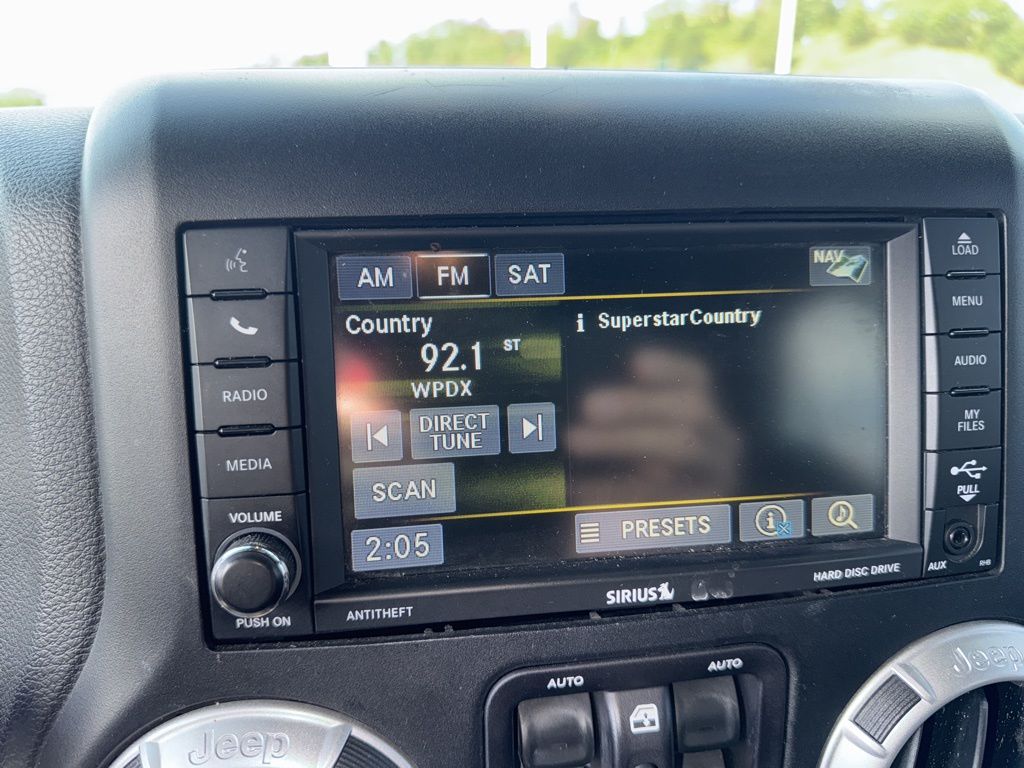 AM FM SAT NAV
Country
92.1 ST
WPDX
i SuperstarCountry
DIRECT
TUNE
SCAN
2:05
PRESETS
i
RADIO
MEDIA
VOLUME
PUSH ON
LOAD
MENU
AUDIO
MY
FILES
PULL
AUX
RHB
ANTITHEFT
SIRIUS
HARD DISC DRIVE
AUTO
AUTO
Jeep
Jeep